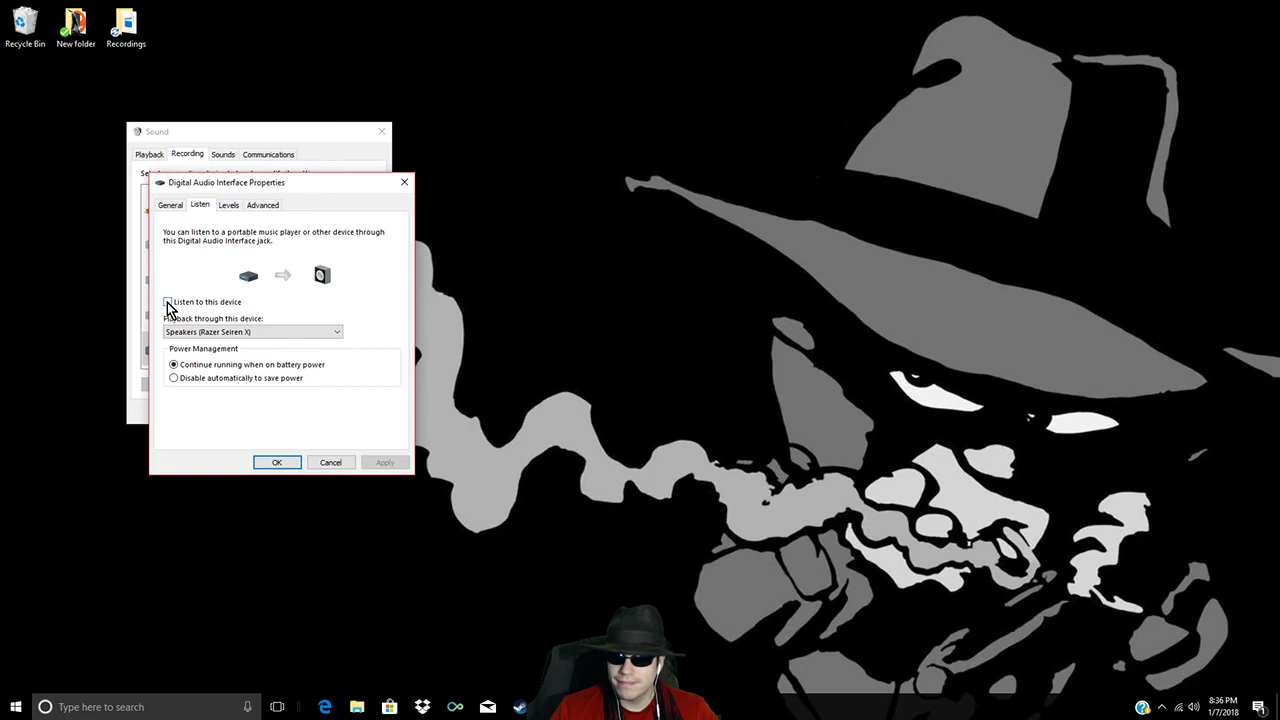 Recycle Bin
New folder
Recordings
Sound
Playback
Recording
Sounds
Communications
Digital Audio Interface Properties
General
Listen
Levels
Advanced
You can listen to a portable music player or other device through
this Digital Audio Interface jack.
Listen to this device
Playback through this device:
Speakers (Razer Seiren X)
Power Management
Continue running when on battery power
Disable automatically to save power
OK
Cancel
Apply
Type here to search
8:36 PM
1/7/2018